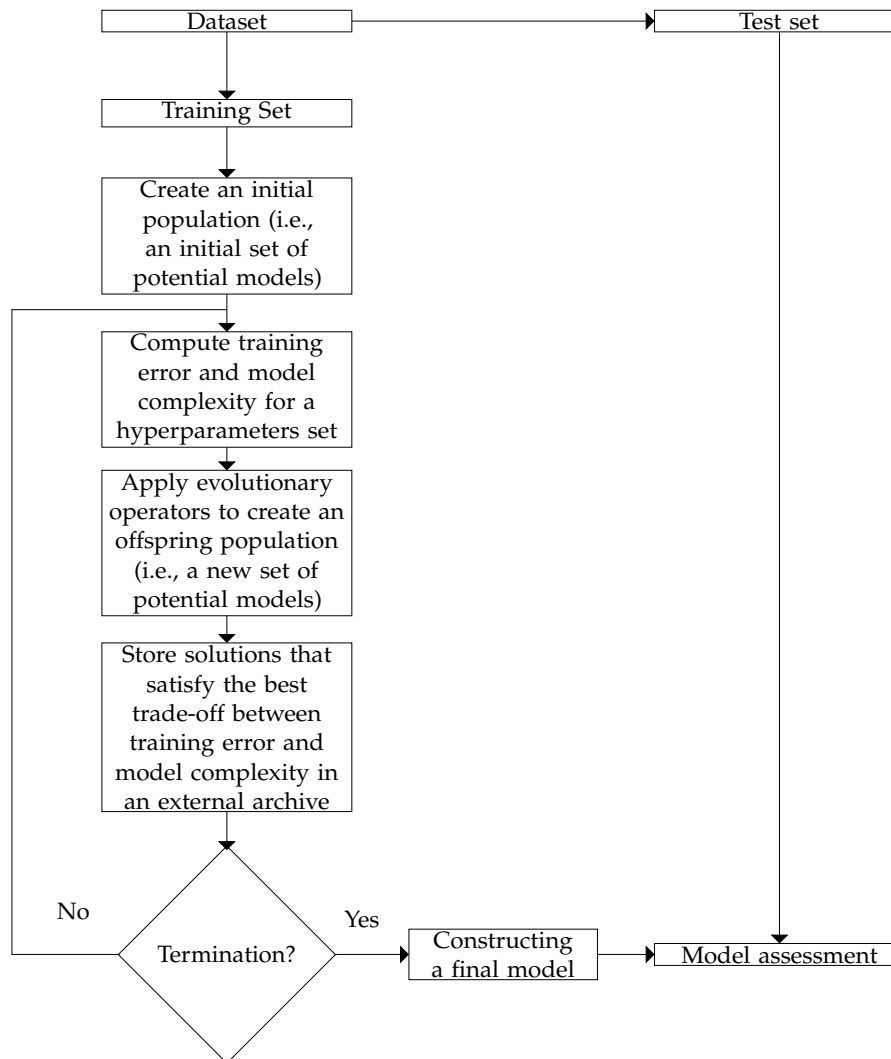 Dataset
Test set
Training Set
Create an initial
population (i.e.,
an initial set of
potential models)
Compute training
error and model
complexity for a
hyperparameters set
Apply evolutionary
operators to create an
offspring population
(i.e., a new set of
potential models)
Store solutions that
satisfy the best
trade-off between
training error and
model complexity in
an external archive
No
Yes
Termination?
Constructing
a final model
Model assessment